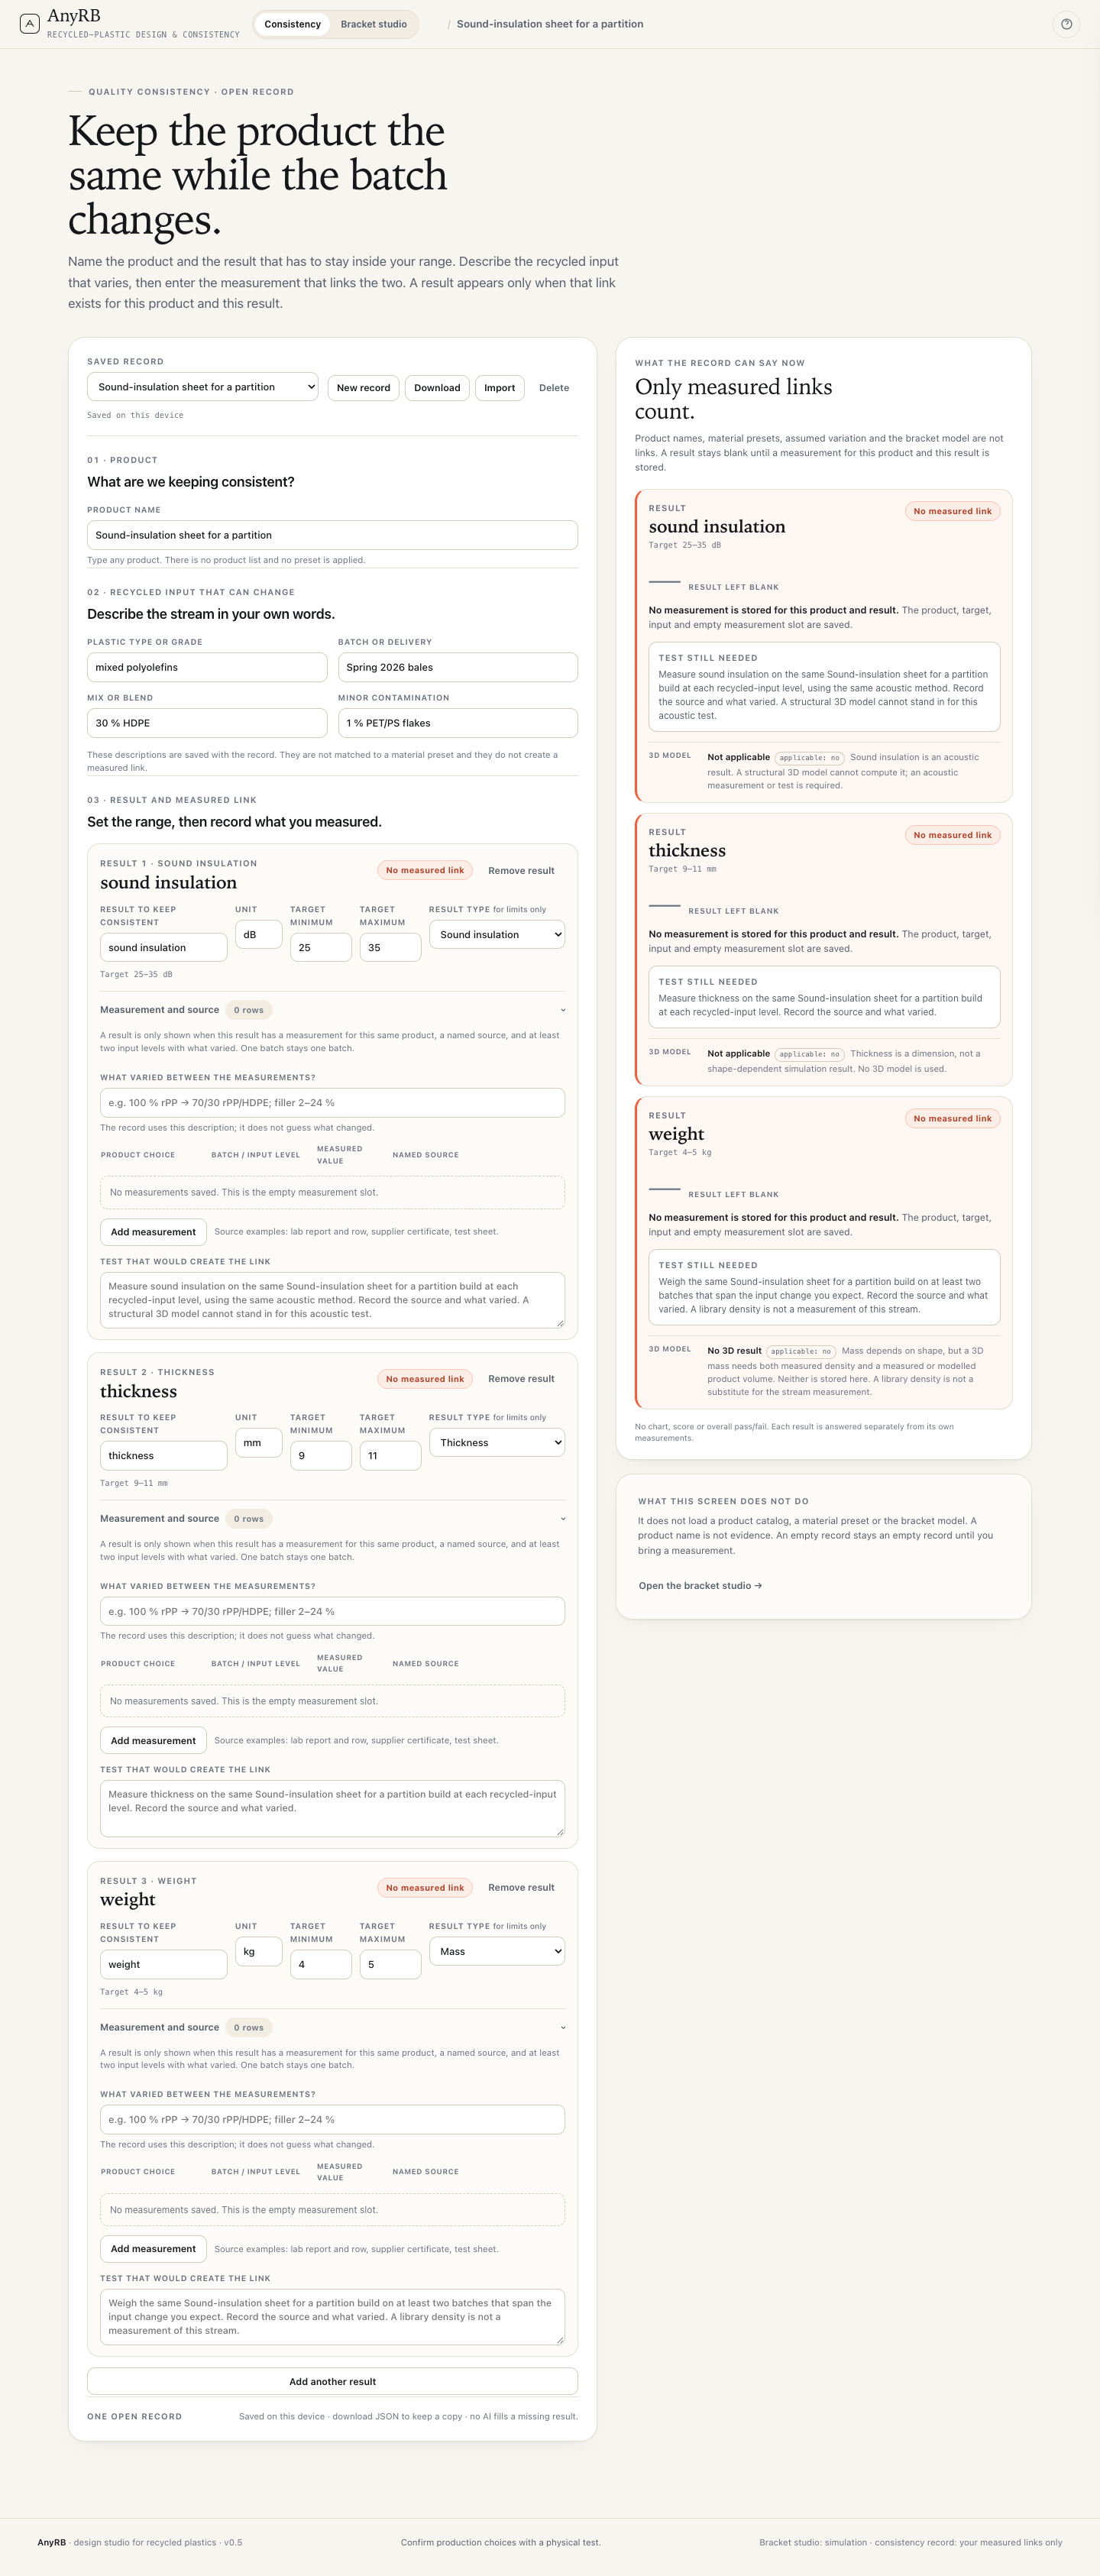 AnyRB
RECYCLED-PLASTIC DESIGN & CONSISTENCY
Consistency
Bracket studio
/ Sound-insulation sheet for a partition
QUALITY CONSISTENCY · OPEN RECORD
Keep the product the
same while the batch
changes.
Name the product and the result that has to stay inside your range. Describe the recycled input
that varies, then enter the measurement that links the two. A result appears only when that link
exists for this product and this result.
SAVED RECORD
Sound-insulation sheet for a partition
New record
Download
Import
Delete
Saved on this device
01 · PRODUCT
What are we keeping consistent?
PRODUCT NAME
Sound-insulation sheet for a partition
Type any product. There is no product list and no preset is applied.
02 · RECYCLED INPUT THAT CAN CHANGE
Describe the stream in your own words.
PLASTIC TYPE OR GRADE
BATCH OR DELIVERY
mixed polyolefins
Spring 2026 bales
MIX OR BLEND
MINOR CONTAMINATION
30 % HDPE
1 % PET/PS flakes
These descriptions are saved with the record. They are not matched to a material preset and they do not create a
measured link.
03 · RESULT AND MEASURED LINK
Set the range, then record what you measured.
RESULT 1 · SOUND INSULATION
sound insulation
No measured link
Remove result
RESULT TO KEEP
CONSISTENT
UNIT
TARGET
MINIMUM
TARGET
MAXIMUM
RESULT TYPE for limits only
sound insulation
dB
25
35
Sound insulation
Target 25–35 dB
Measurement and source
0 rows
A result is only shown when this result has a measurement for this same product, a named source, and at least
two input levels with what varied. One batch stays one batch.
WHAT VARIED BETWEEN THE MEASUREMENTS?
e.g. 100 % rPP → 70/30 rPP/HDPE; filler 2–24 %
The record uses this description; it does not guess what changed.
PRODUCT CHOICE
BATCH / INPUT LEVEL
MEASURED
VALUE
NAMED SOURCE
No measurements saved. This is the empty measurement slot.
Add measurement
Source examples: lab report and row, supplier certificate, test sheet.
TEST THAT WOULD CREATE THE LINK
Measure sound insulation on the same Sound-insulation sheet for a partition build at each
recycled-input level, using the same acoustic method. Record the source and what varied. A
structural 3D model cannot stand in for this acoustic test.
RESULT 2 · THICKNESS
thickness
No measured link
Remove result
RESULT TO KEEP
CONSISTENT
UNIT
TARGET
MINIMUM
TARGET
MAXIMUM
RESULT TYPE for limits only
thickness
mm
9
11
Thickness
Target 9–11 mm
Measurement and source
0 rows
A result is only shown when this result has a measurement for this same product, a named source, and at least
two input levels with what varied. One batch stays one batch.
WHAT VARIED BETWEEN THE MEASUREMENTS?
e.g. 100 % rPP → 70/30 rPP/HDPE; filler 2–24 %
The record uses this description; it does not guess what changed.
PRODUCT CHOICE
BATCH / INPUT LEVEL
MEASURED
VALUE
NAMED SOURCE
No measurements saved. This is the empty measurement slot.
Add measurement
Source examples: lab report and row, supplier certificate, test sheet.
TEST THAT WOULD CREATE THE LINK
Measure thickness on the same Sound-insulation sheet for a partition build at each recycled-input
level. Record the source and what varied.
RESULT 3 · WEIGHT
weight
No measured link
Remove result
RESULT TO KEEP
CONSISTENT
UNIT
TARGET
MINIMUM
TARGET
MAXIMUM
RESULT TYPE for limits only
weight
kg
4
5
Mass
Target 4–5 kg
Measurement and source
0 rows
A result is only shown when this result has a measurement for this same product, a named source, and at least
two input levels with what varied. One batch stays one batch.
WHAT VARIED BETWEEN THE MEASUREMENTS?
e.g. 100 % rPP → 70/30 rPP/HDPE; filler 2–24 %
The record uses this description; it does not guess what changed.
PRODUCT CHOICE
BATCH / INPUT LEVEL
MEASURED
VALUE
NAMED SOURCE
No measurements saved. This is the empty measurement slot.
Add measurement
Source examples: lab report and row, supplier certificate, test sheet.
TEST THAT WOULD CREATE THE LINK
Weigh the same Sound-insulation sheet for a partition build on at least two batches that span the
input change you expect. Record the source and what varied. A library density is not a
measurement of this stream.
Add another result
ONE OPEN RECORD
Saved on this device · download JSON to keep a copy · no AI fills a missing result.
WHAT THE RECORD CAN SAY NOW
Only measured links
count.
Product names, material presets, assumed variation and the bracket model are not
links. A result stays blank until a measurement for this product and this result is
stored.
RESULT
sound insulation
No measured link
Target 25–35 dB
RESULT LEFT BLANK
No measurement is stored for this product and result. The product, target,
input and empty measurement slot are saved.
TEST STILL NEEDED
Measure sound insulation on the same Sound-insulation sheet for a partition
build at each recycled-input level, using the same acoustic method. Record
the source and what varied. A structural 3D model cannot stand in for this
acoustic test.
3D MODEL
Not applicable applicable: no Sound insulation is an acoustic
result. A structural 3D model cannot compute it; an acoustic
measurement or test is required.
RESULT
thickness
No measured link
Target 9–11 mm
RESULT LEFT BLANK
No measurement is stored for this product and result. The product, target,
input and empty measurement slot are saved.
TEST STILL NEEDED
Measure thickness on the same Sound-insulation sheet for a partition build
at each recycled-input level. Record the source and what varied.
3D MODEL
Not applicable applicable: no Thickness is a dimension, not a
shape-dependent simulation result. No 3D model is used.
RESULT
weight
No measured link
Target 4–5 kg
RESULT LEFT BLANK
No measurement is stored for this product and result. The product, target,
input and empty measurement slot are saved.
TEST STILL NEEDED
Weigh the same Sound-insulation sheet for a partition build on at least two
batches that span the input change you expect. Record the source and what
varied. A library density is not a measurement of this stream.
3D MODEL
No 3D result applicable: no Mass depends on shape, but a 3D
mass needs both measured density and a measured or modelled
product volume. Neither is stored here. A library density is not a
substitute for the stream measurement.
No chart, score or overall pass/fail. Each result is answered separately from its own
measurements.
WHAT THIS SCREEN DOES NOT DO
It does not load a product catalog, a material preset or the bracket model. A
product name is not evidence. An empty record stays an empty record until you
bring a measurement.
Open the bracket studio →
AnyRB · design studio for recycled plastics · v0.5
Confirm production choices with a physical test.
Bracket studio: simulation · consistency record: your measured links only